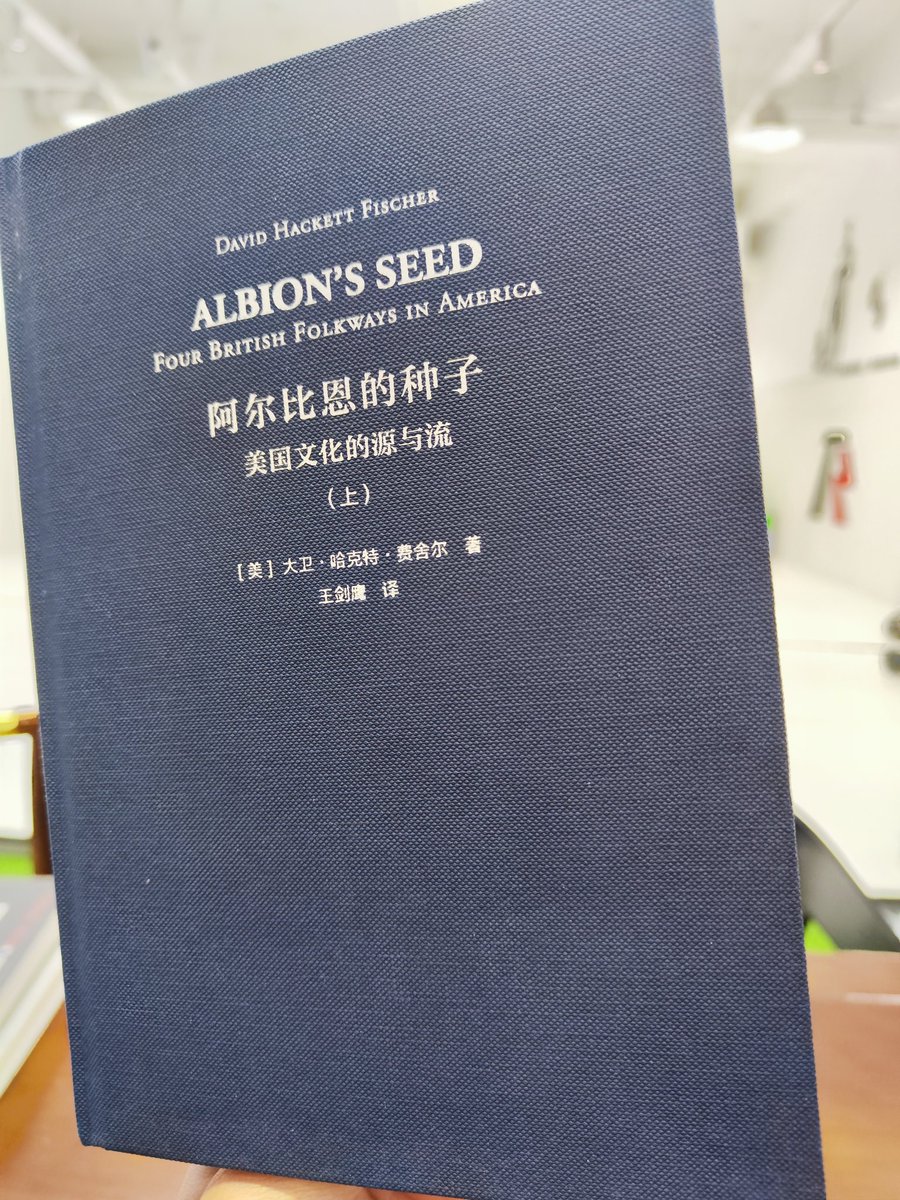 DAVID HACKETT FISCHER
ALBION'S SEED
FOUR BRITISH FOLKWAYS IN AMERICA
阿尔比恩的种子
美国文化的源与流
(上)
[美] 大卫·哈克特·费舍尔 著
王剑鹰 译